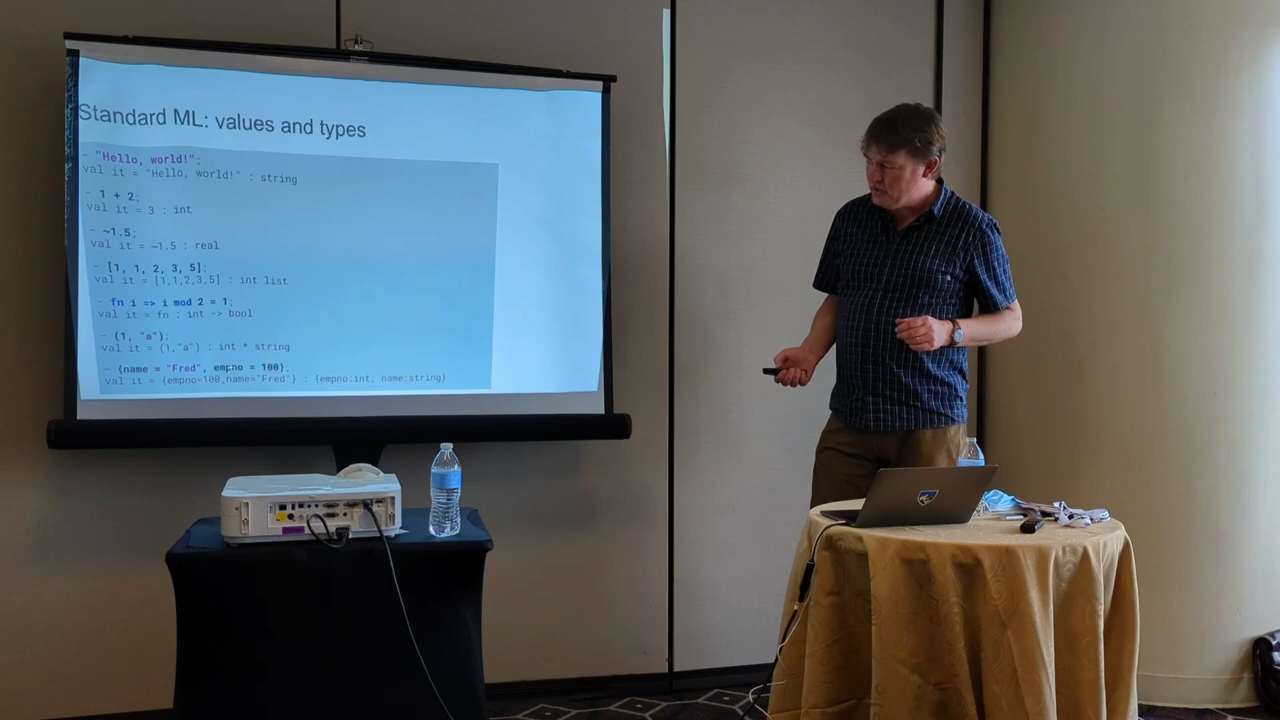 Standard ML: values and types
- "Hello, world!";
val it = "Hello, world!" : string
- 1 + 2;
val it = 3 : int
- ~1.5;
val it = ~1.5 : real
- [1, 1, 2, 3, 5];
val it = [1,1,2,3,5] : int list
- fn i => i mod 2 = 1;
val it = fn : int -> bool
- (1, "a");
val it = (1,"a") : int * string
- {name = "Fred", empno = 100};
val it = {empno=100,name="Fred"} : {empno:int, name:string}